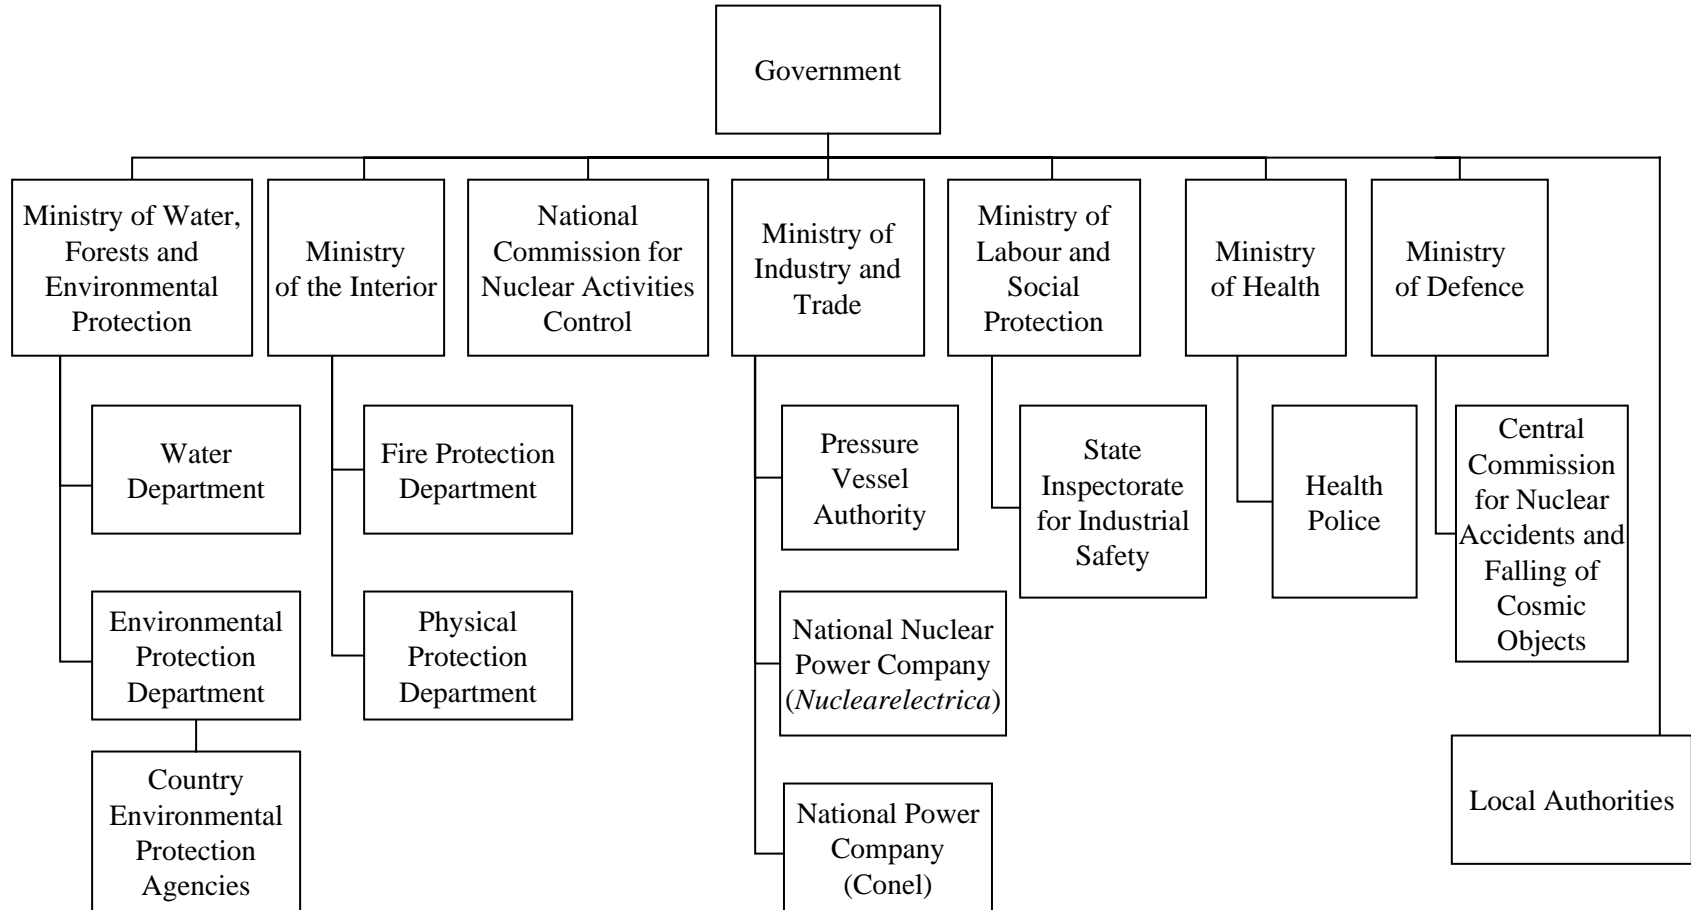 Government
Ministry of Water,
Forests and
Environmental
Protection
Ministry
of the Interior
National
Commission for
Nuclear Activities
Control
Ministry of
Industry and
Trade
Ministry of
Labour and
Social
Protection
Ministry
of Health
Ministry
of Defence
Water
Department
Fire Protection
Department
Pressure
Vessel
Authority
State
Inspectorate
for Industrial
Safety
Health
Police
Central
Commission
for Nuclear
Accidents and
Falling of
Cosmic
Objects
Environmental
Protection
Department
Physical
Protection
Department
National Nuclear
Power Company
(Nuclearelectrica)
Country
Environmental
Protection
Agencies
National Power
Company
(Conel)
Local Authorities